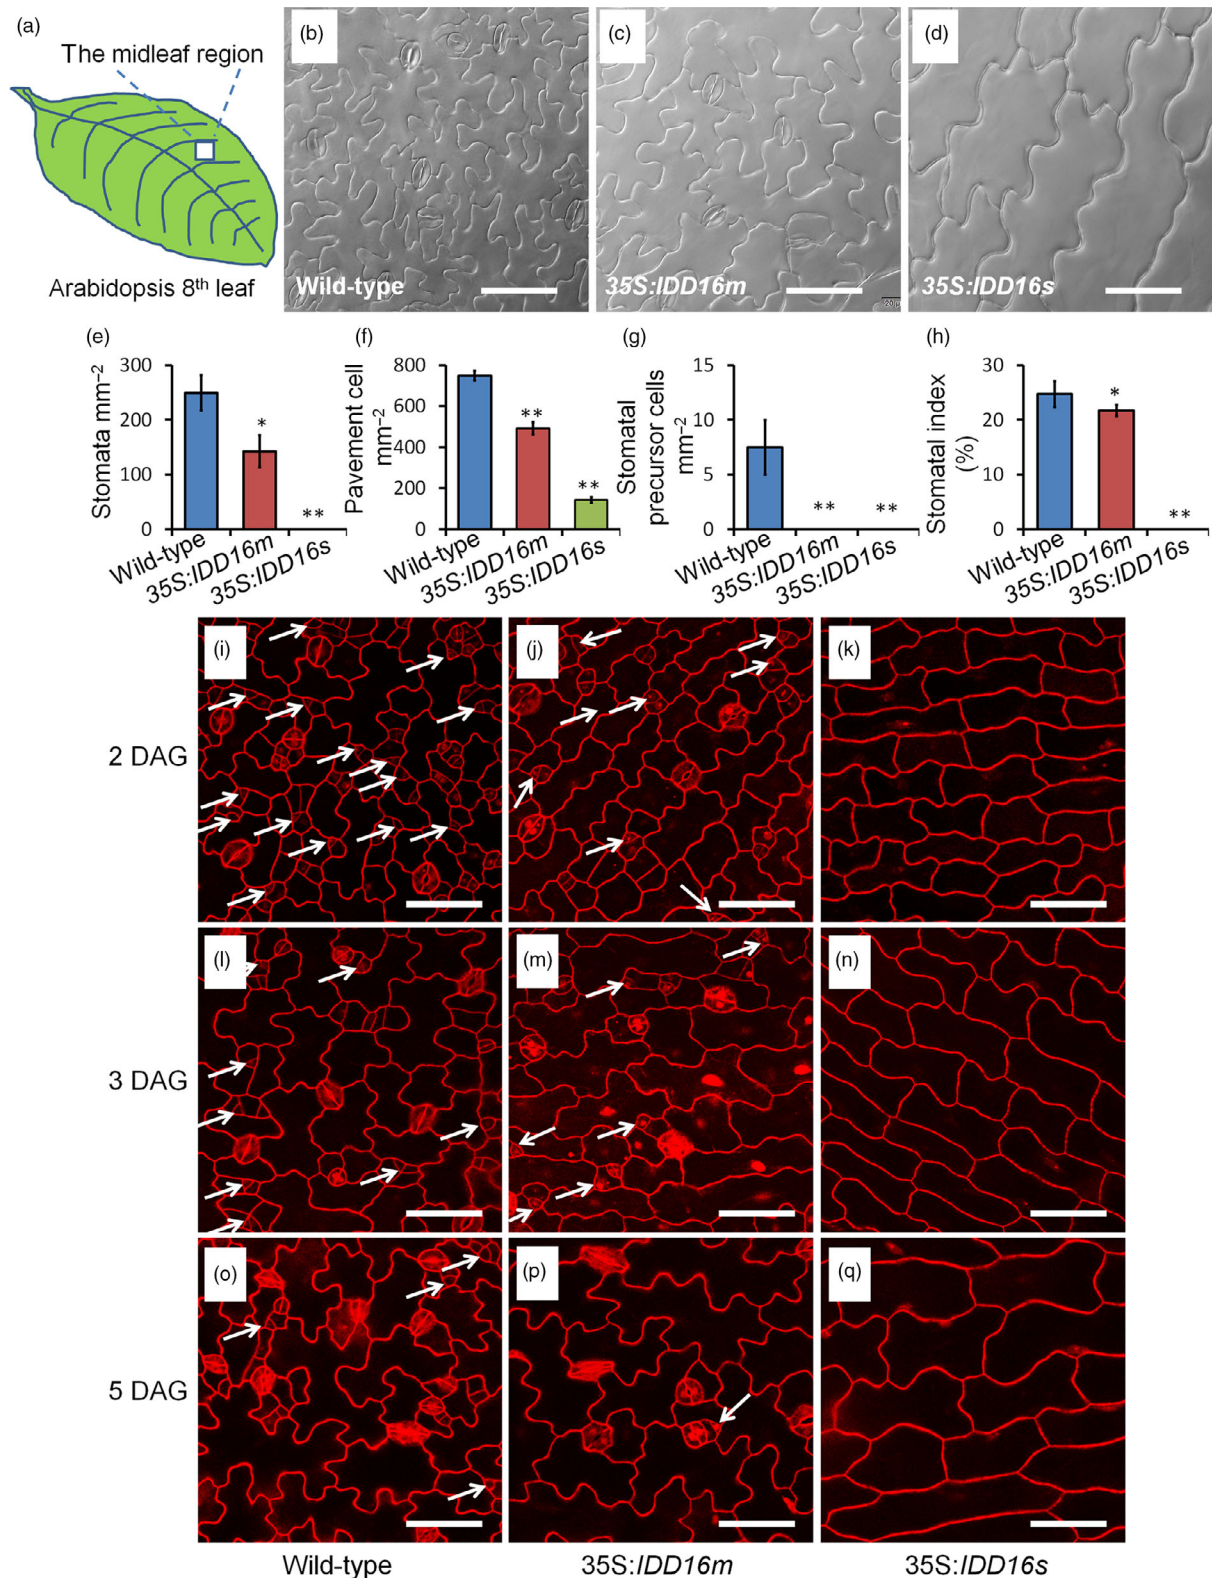 (a)
The midleaf region
Arabidopsis 8th leaf
(b)
Wild-type
(c)
35S:IDD16m
20 µ
(d)
35S:IDD16s
(e)
Stomata mm−2
300
200
100
0
Wild-type
35S:IDD16m
35S:IDD16s
*
**
(f)
Pavement cell
mm−2
800
600
400
200
0
Wild-type
35S:IDD16m
35S:IDD16s
**
**
(g)
Stomatal
precursor cells
mm−2
15
10
5
0
Wild-type
35S:IDD16m
35S:IDD16s
**
**
(h)
Stomatal index
(%)
30
20
10
0
Wild-type
35S:IDD16m
35S:IDD16s
*
**
2 DAG
(i)
(j)
(k)
3 DAG
(l)
(m)
(n)
5 DAG
(o)
(p)
(q)
Wild-type
35S:IDD16m
35S:IDD16s